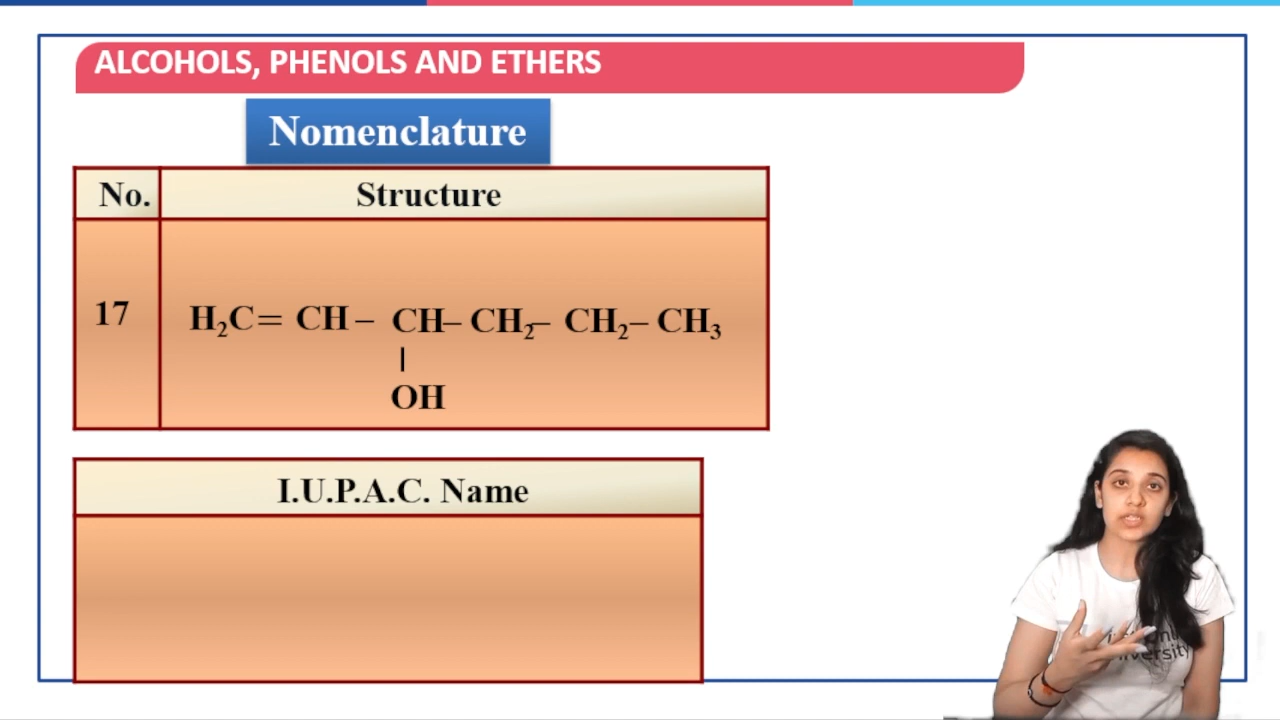 ALCOHOLS, PHENOLS AND ETHERS
Nomenclature
No. Structure
17 H₂C= CH– CH– CH₂– CH₂– CH₃
|
OH
I.U.P.A.C. Name